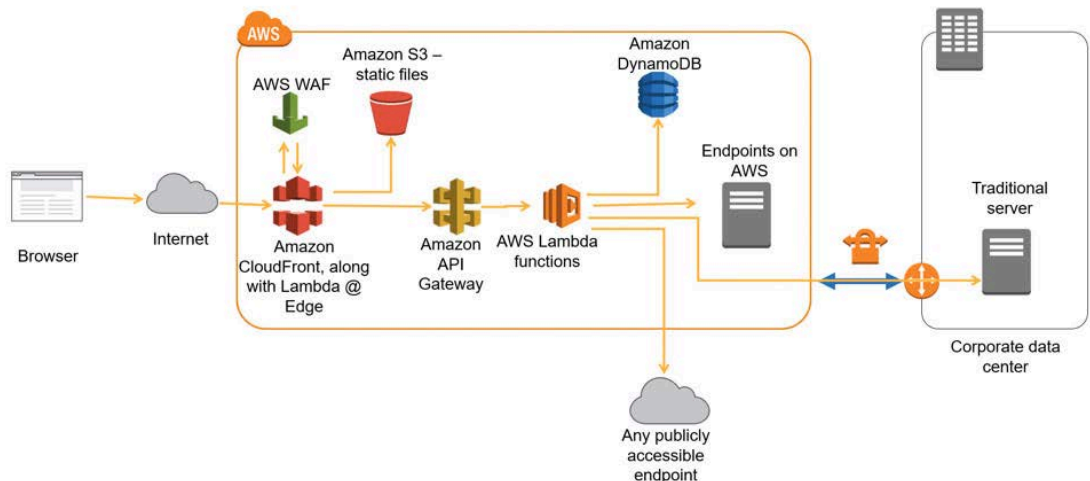 AWS
Amazon S3 –
static files
AWS WAF
Amazon
DynamoDB
Endpoints on
AWS
Traditional
server
Browser
Internet
Amazon
CloudFront, along
with Lambda @
Edge
Amazon
API
Gateway
AWS Lambda
functions
Corporate data
center
Any publicly
accessible
endpoint